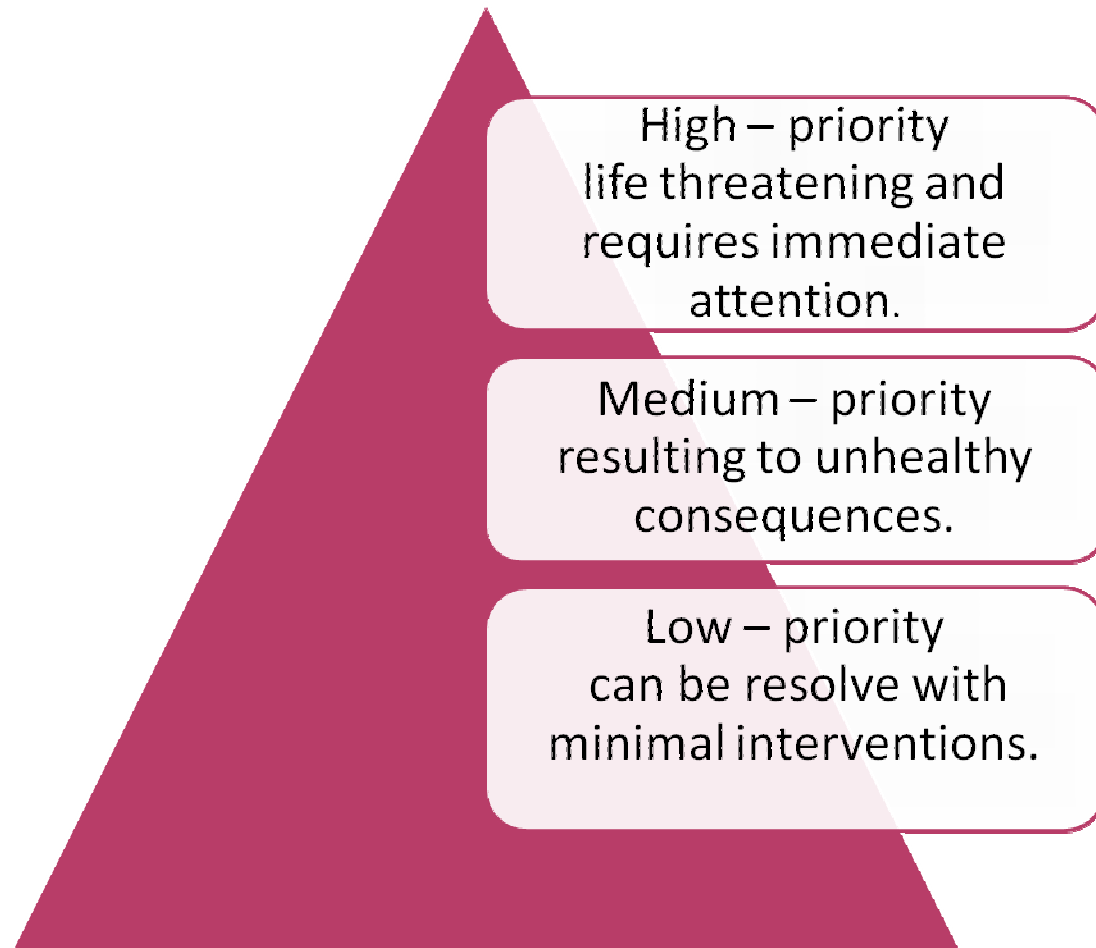 High – priority
life threatening and
requires immediate
attention.
Medium – priority
resulting to unhealthy
consequences.
Low – priority
can be resolve with
minimal interventions.